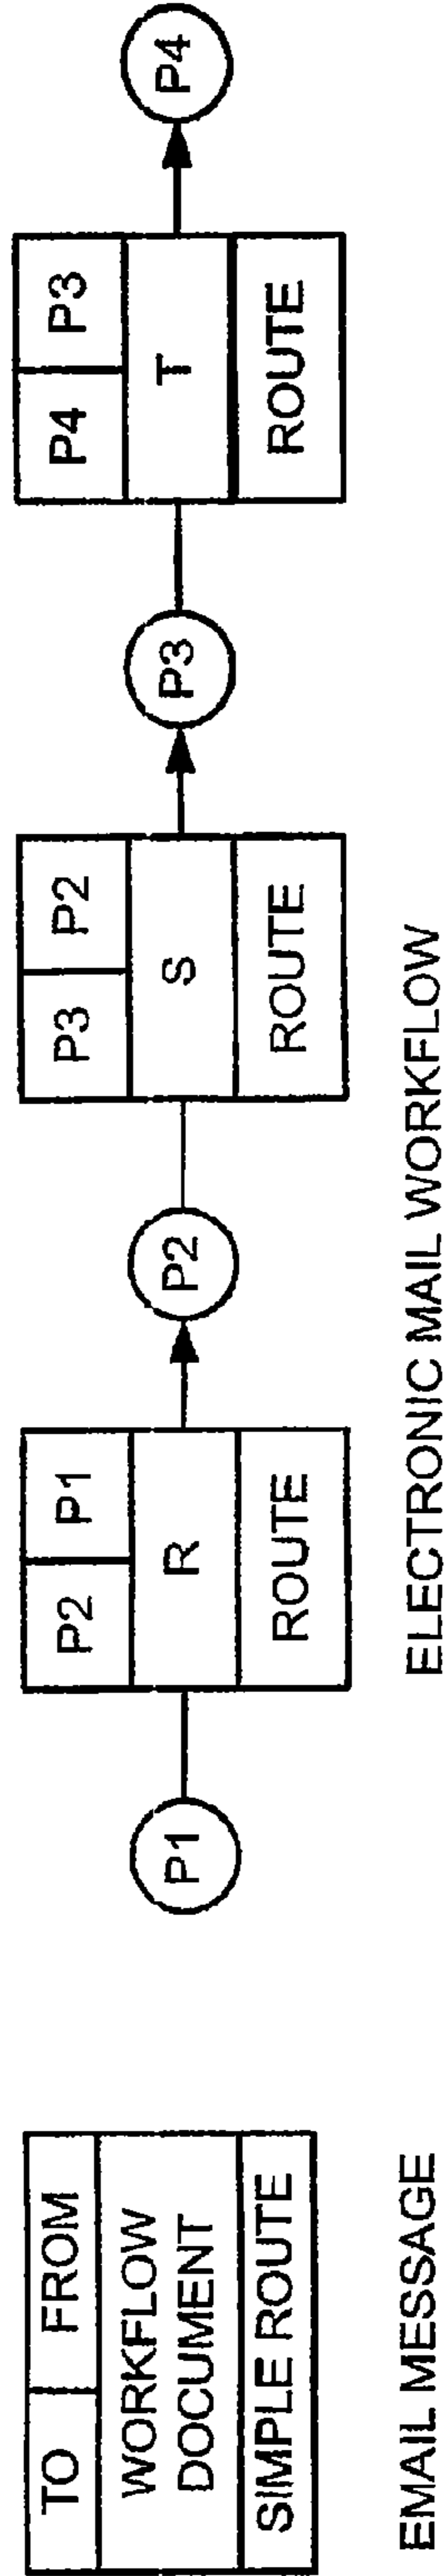 TO FROM
WORKFLOW
DOCUMENT
SIMPLE ROUTE
EMAIL MESSAGE
P1
P2 P1
R
ROUTE
P2
P3 P2
S
ROUTE
P3
P4 P3
T
ROUTE
P4
ELECTRONIC MAIL WORKFLOW